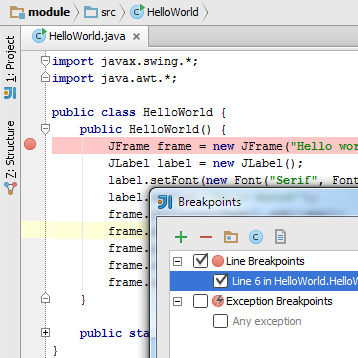 module src HelloWorld
HelloWorld.java
1: Project
Z: Structure
import javax.swing.*;
import java.awt.*;
public class HelloWorld {
public HelloWorld() {
JFrame frame = new JFrame("Hello wor
JLabel label = new JLabel();
label.setFont(new Font("Serif", Font
label.
frame.
frame.
frame.
frame.
frame.
}
public sta
}
Breakpoints
Line Breakpoints
Line 6 in HelloWorld.HelloW
Exception Breakpoints
Any exception